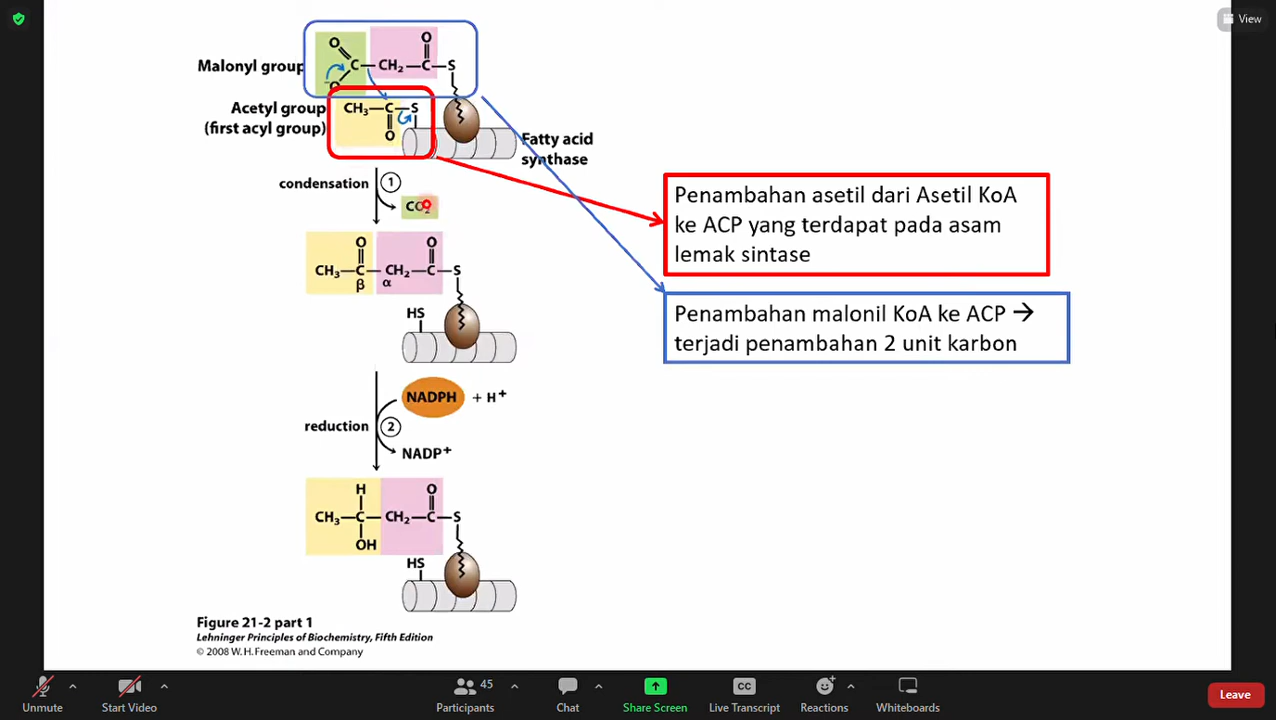 View
Malonyl group
O O
C—CH₂—C—S
⁻O
Acetyl group
(first acyl group)
CH₃—C—S
O
Fatty acid
synthase
condensation
1
CO₂
Penambahan asetil dari Asetil KoA
ke ACP yang terdapat pada asam
lemak sintase
Penambahan malonil KoA ke ACP →
terjadi penambahan 2 unit karbon
O O
CH₃—C—CH₂—C—S
β α
HS
NADPH + H⁺
reduction
2
NADP⁺
H O
CH₃—C—CH₂—C—S
OH
HS
Figure 21-2 part 1
Lehninger Principles of Biochemistry, Fifth Edition
© 2008 W. H. Freeman and Company
Unmute
Start Video
45
Participants
Chat
Share Screen
CC
Live Transcript
Reactions
Whiteboards
Leave